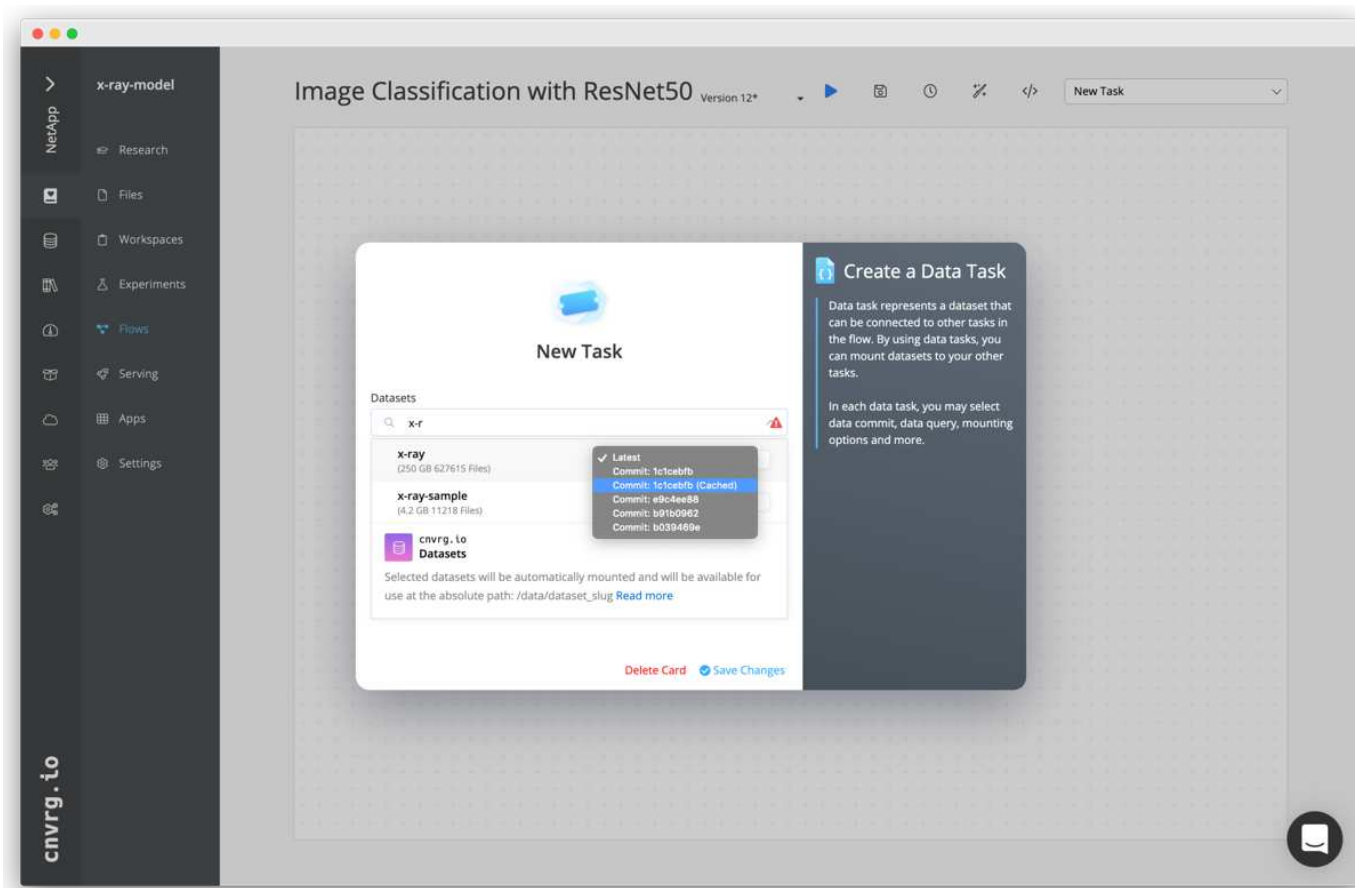 NetApp
cnvrg.io
x-ray-model
Research
Files
Workspaces
Experiments
Flows
Serving
Apps
Settings
Image Classification with ResNet50 Version 12*
New Task
New Task
Datasets
x-r
x-ray
(250 GB 627615 Files)
x-ray-sample
(4.2 GB 11218 Files)
✓ Latest
Commit: 1c1cebfb
Commit: 1c1cebfb (Cached)
Commit: e9c4ee88
Commit: b91b0962
Commit: b039469e
cnvrg.io
Datasets
Selected datasets will be automatically mounted and will be available for
use at the absolute path: /data/dataset_slug Read more
Delete Card
Save Changes
Create a Data Task
Data task represents a dataset that
can be connected to other tasks in
the flow. By using data tasks, you
can mount datasets to your other
tasks.
In each data task, you may select
data commit, data query, mounting
options and more.